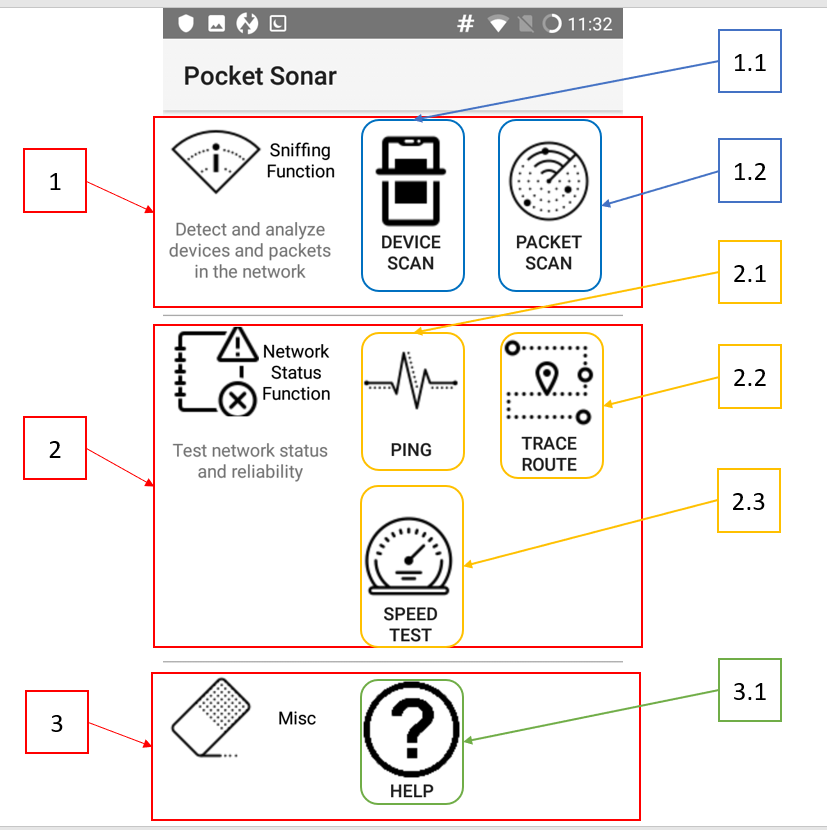 # 11:32
Pocket Sonar
1.1
1
Sniffing
Function
Detect and analyze
devices and packets
in the network
DEVICE
SCAN
PACKET
SCAN
1.2
2.1
2
Network
Status
Function
Test network status
and reliability
PING
TRACE
ROUTE
2.2
SPEED
TEST
2.3
3
Misc
HELP
3.1